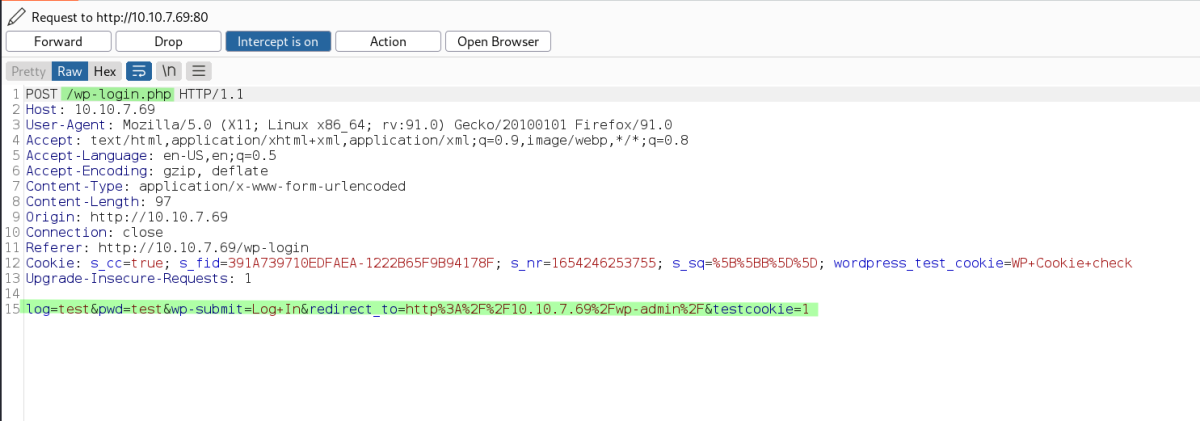 Request to http://10.10.7.69:80
Forward Drop Intercept is on Action Open Browser
Pretty Raw Hex \n
1 POST /wp-login.php HTTP/1.1
2 Host: 10.10.7.69
3 User-Agent: Mozilla/5.0 (X11; Linux x86_64; rv:91.0) Gecko/20100101 Firefox/91.0
4 Accept: text/html,application/xhtml+xml,application/xml;q=0.9,image/webp,*/*;q=0.8
5 Accept-Language: en-US,en;q=0.5
6 Accept-Encoding: gzip, deflate
7 Content-Type: application/x-www-form-urlencoded
8 Content-Length: 97
9 Origin: http://10.10.7.69
10 Connection: close
11 Referer: http://10.10.7.69/wp-login
12 Cookie: s_cc=true; s_fid=391A739710EDFAEA-1222B65F9B94178F; s_nr=1654246253755; s_sq=%5B%5BB%5D%5D; wordpress_test_cookie=WP+Cookie+check
13 Upgrade-Insecure-Requests: 1
14
15 log=test&pwd=test&wp-submit=Log+In&redirect_to=http%3A%2F%2F10.10.7.69%2Fwp-admin%2F&testcookie=1